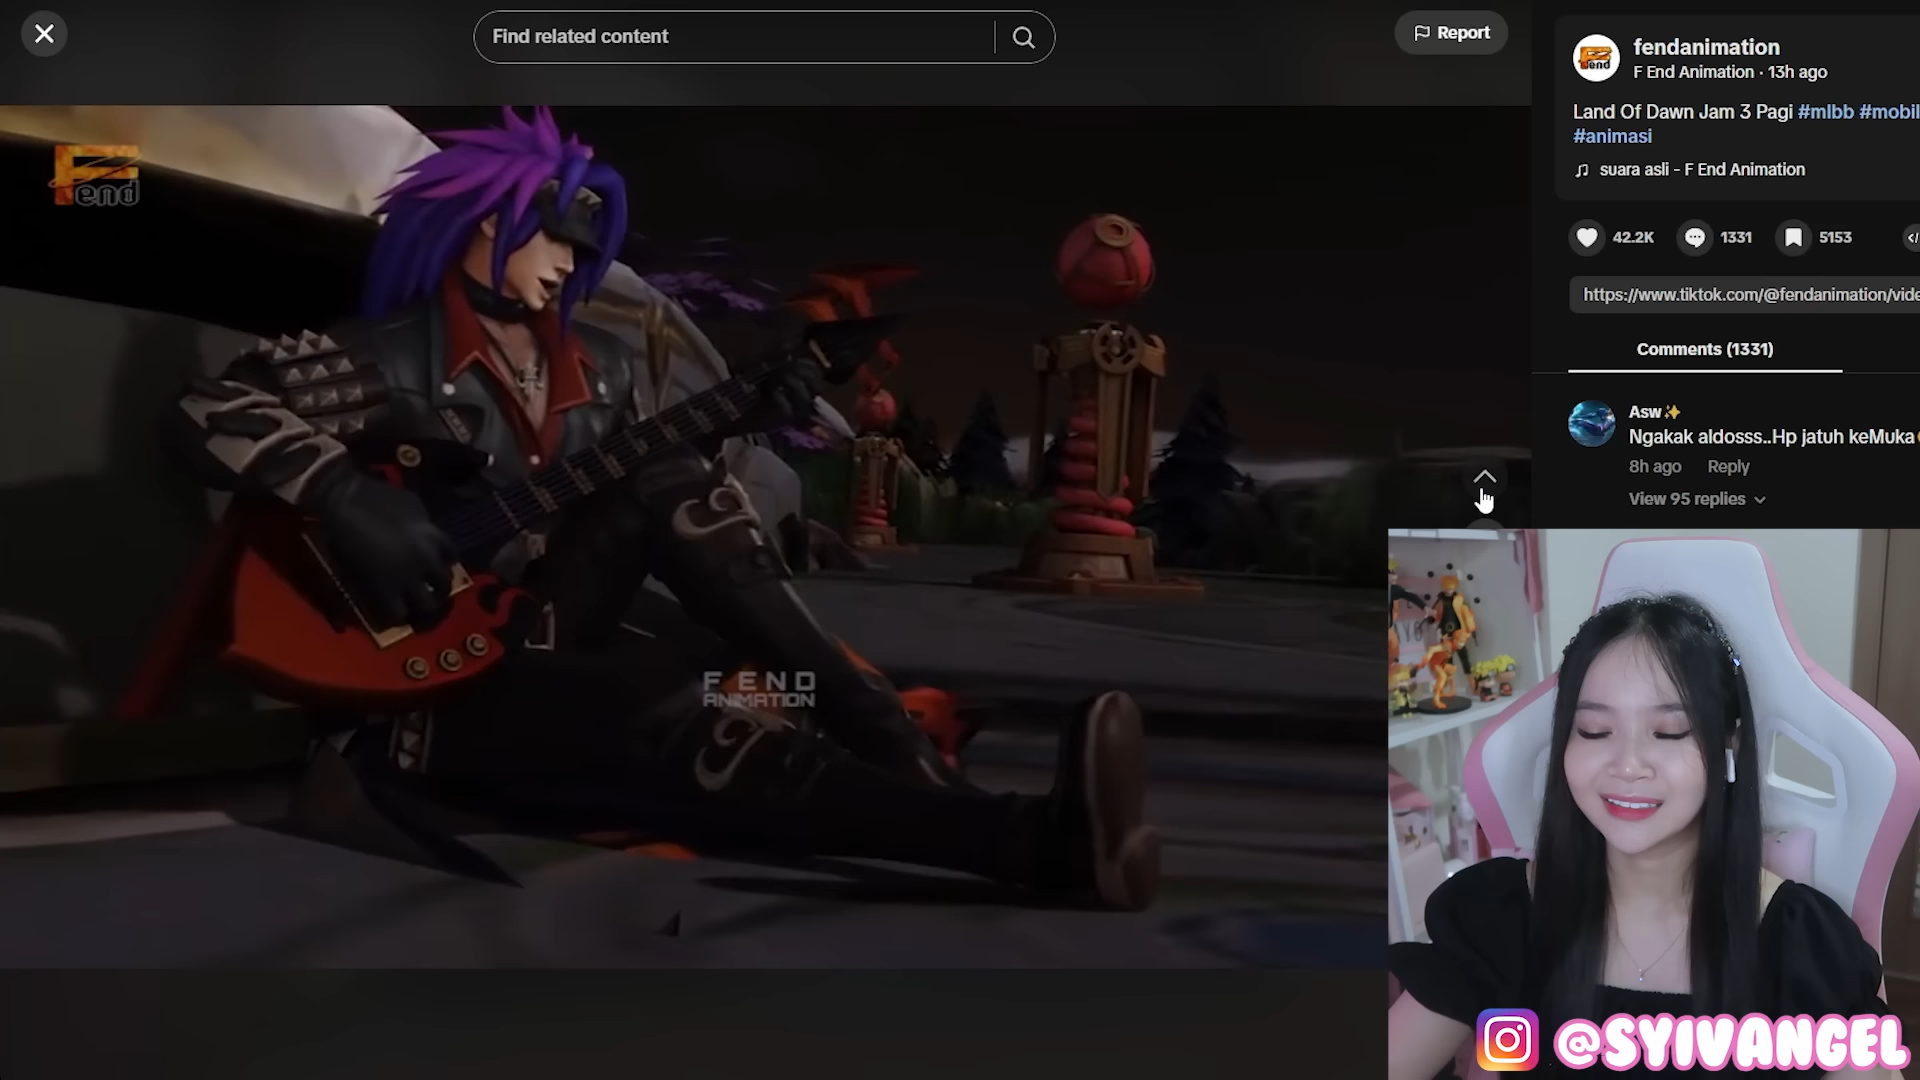 Find related content
Report
fendanimation
F End Animation · 13h ago
Land Of Dawn Jam 3 Pagi #mlbb #mobil
#animasi
suara asli - F End Animation
42.2K
1331
5153
https://www.tiktok.com/@fendanimation/vide
Comments (1331)
Asw✨
Ngakak aldosss..Hp jatuh keMuka
8h ago Reply
View 95 replies
Fend
FEND
ANIMATION
@SYIVANGEL